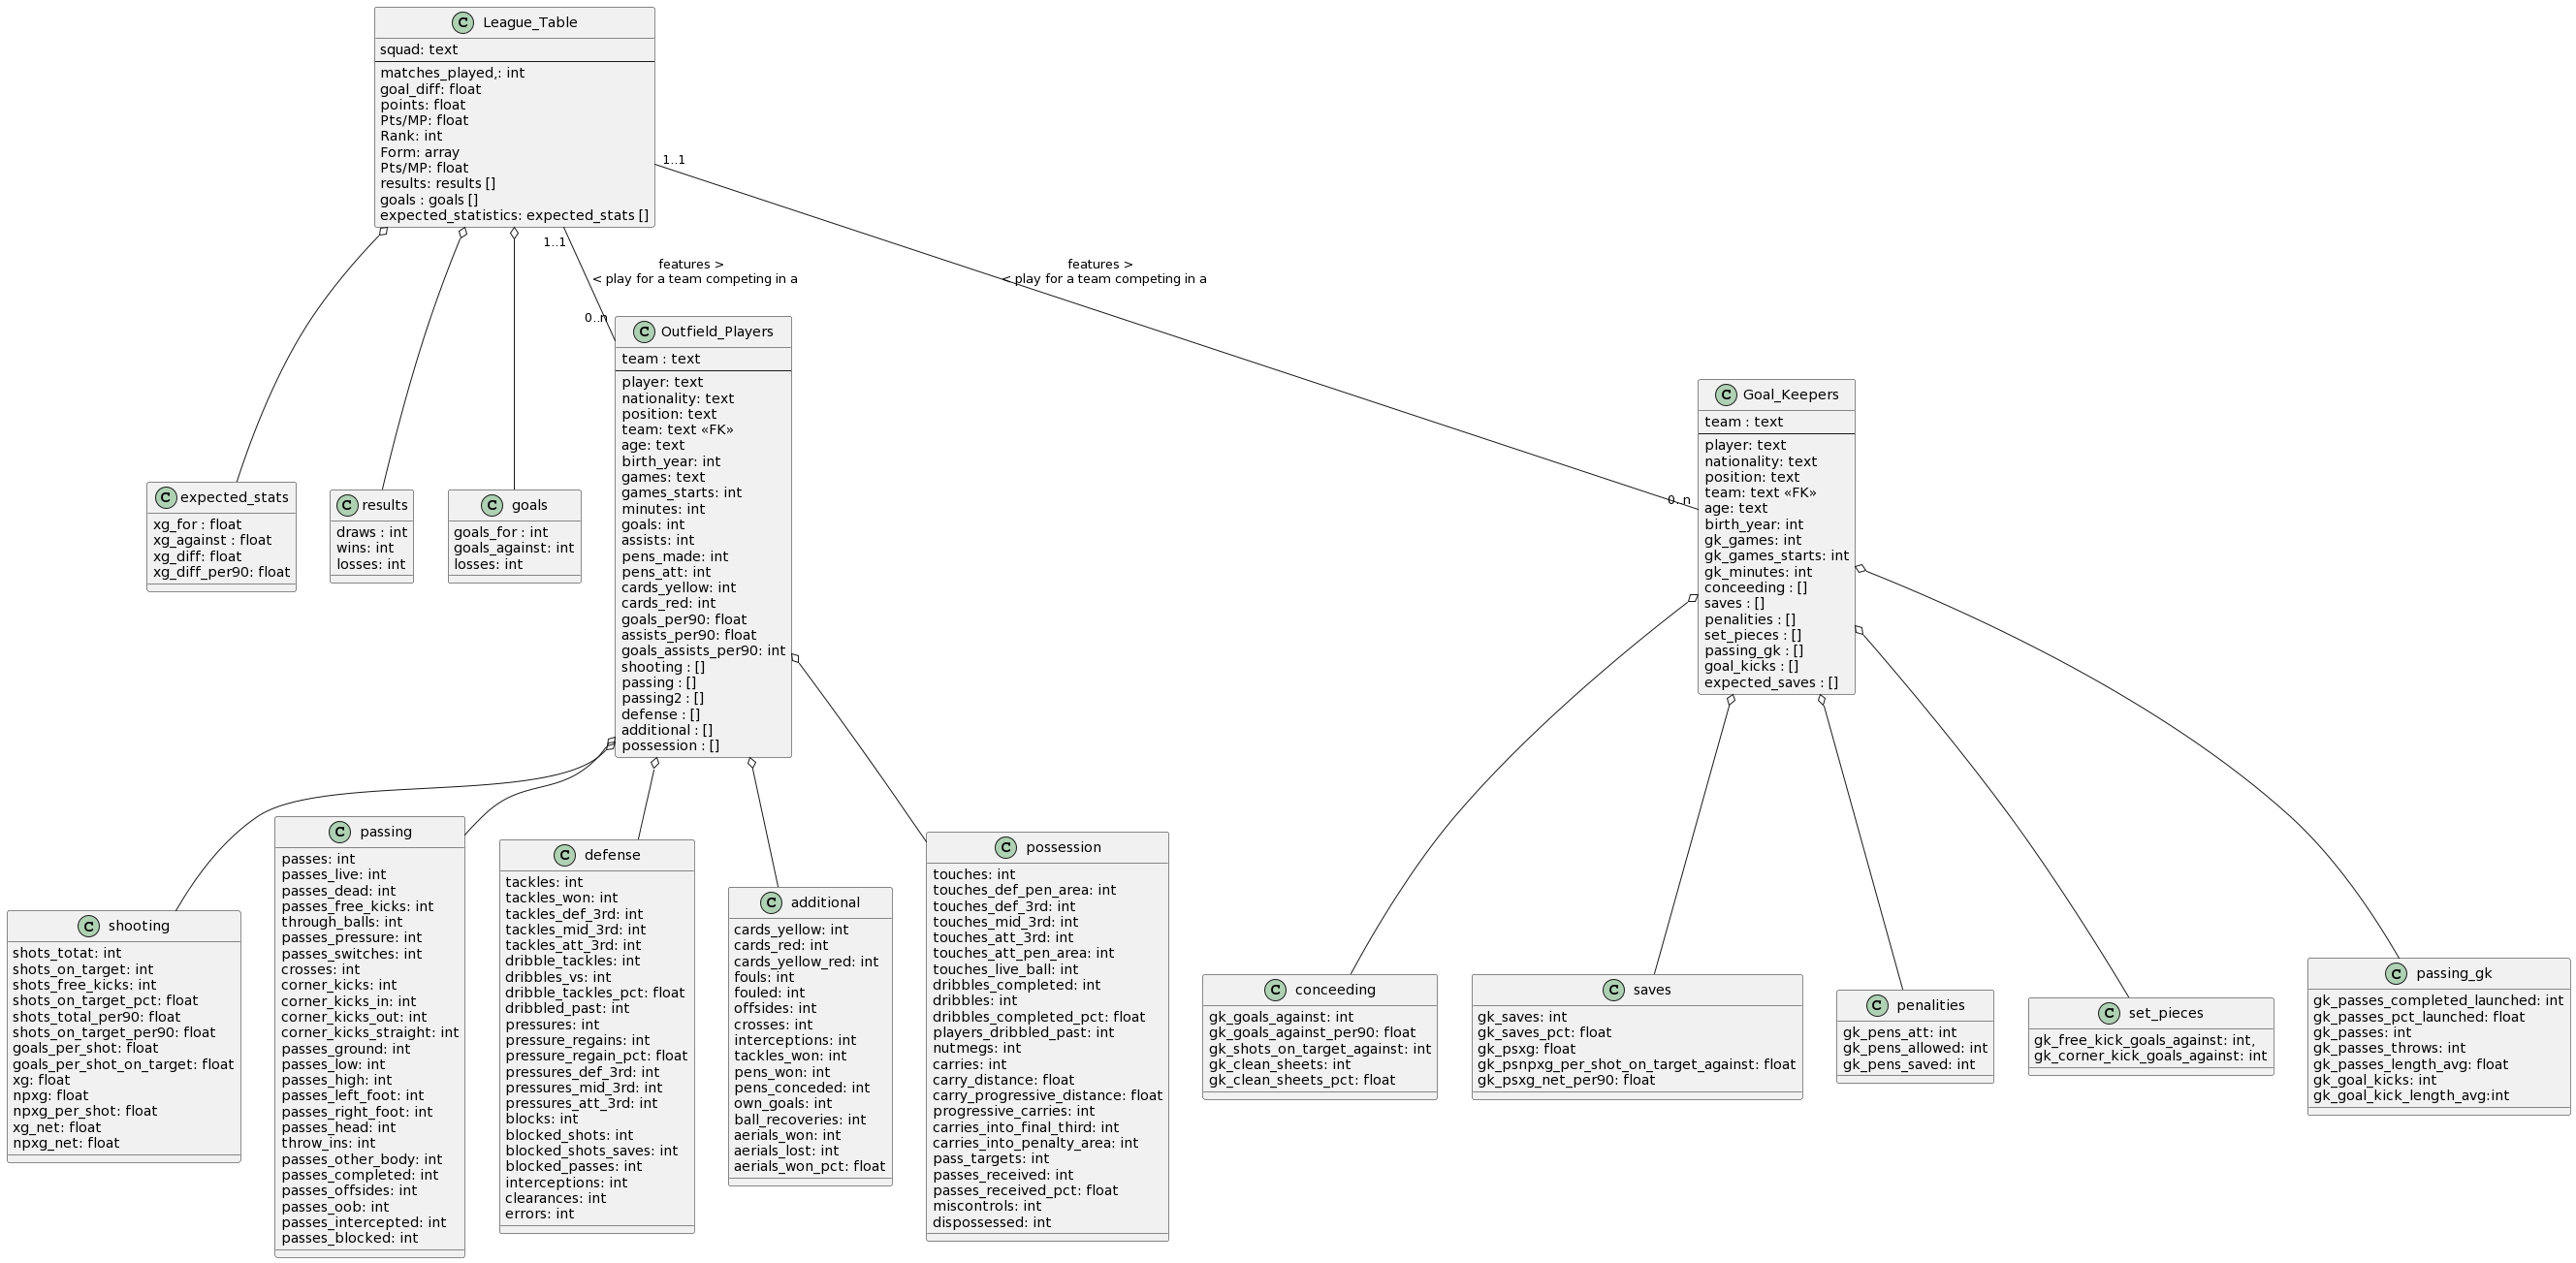 C League_Table
squad: text
matches_played,: int
goal_diff: float
points: float
Pts/MP: float
Rank: int
Form: array
Pts/MP: float
results: results []
goals : goals []
expected_statistics: expected_stats []
1..1
1..1
features >
< play for a team competing in a
0..n
features >
< play for a team competing in a
0..n
C Outfield_Players
team : text
player: text
nationality: text
position: text
team: text «FK»
age: text
birth_year: int
games: text
games_starts: int
minutes: int
goals: int
assists: int
pens_made: int
pens_att: int
cards_yellow: int
cards_red: int
goals_per90: float
assists_per90: float
goals_assists_per90: int
shooting : []
passing : []
passing2 : []
defense : []
additional : []
possession : []
C Goal_Keepers
team : text
player: text
nationality: text
position: text
team: text «FK»
age: text
birth_year: int
gk_games: int
gk_games_starts: int
gk_minutes: int
conceeding : []
saves : []
penalities : []
set_pieces : []
passing_gk : []
goal_kicks : []
expected_saves : []
C expected_stats
xg_for : float
xg_against : float
xg_diff: float
xg_diff_per90: float
C results
draws : int
wins: int
losses: int
C goals
goals_for : int
goals_against: int
losses: int
C shooting
shots_totat: int
shots_on_target: int
shots_free_kicks: int
shots_on_target_pct: float
shots_total_per90: float
shots_on_target_per90: float
goals_per_shot: float
goals_per_shot_on_target: float
xg: float
npxg: float
npxg_per_shot: float
xg_net: float
npxg_net: float
C passing
passes: int
passes_live: int
passes_dead: int
passes_free_kicks: int
through_balls: int
passes_pressure: int
passes_switches: int
crosses: int
corner_kicks: int
corner_kicks_in: int
corner_kicks_out: int
corner_kicks_straight: int
passes_ground: int
passes_low: int
passes_high: int
passes_left_foot: int
passes_right_foot: int
passes_head: int
throw_ins: int
passes_other_body: int
passes_completed: int
passes_offsides: int
passes_oob: int
passes_intercepted: int
passes_blocked: int
C defense
tackles: int
tackles_won: int
tackles_def_3rd: int
tackles_mid_3rd: int
tackles_att_3rd: int
dribble_tackles: int
dribbles_vs: int
dribble_tackles_pct: float
dribbled_past: int
pressures: int
pressure_regains: int
pressure_regain_pct: float
pressures_def_3rd: int
pressures_mid_3rd: int
pressures_att_3rd: int
blocks: int
blocked_shots: int
blocked_shots_saves: int
blocked_passes: int
interceptions: int
clearances: int
errors: int
C additional
cards_yellow: int
cards_red: int
cards_yellow_red: int
fouls: int
fouled: int
offsides: int
crosses: int
interceptions: int
tackles_won: int
pens_won: int
pens_conceded: int
own_goals: int
ball_recoveries: int
aerials_won: int
aerials_lost: int
aerials_won_pct: float
C possession
touches: int
touches_def_pen_area: int
touches_def_3rd: int
touches_mid_3rd: int
touches_att_3rd: int
touches_att_pen_area: int
touches_live_ball: int
dribbles_completed: int
dribbles: int
dribbles_completed_pct: float
players_dribbled_past: int
nutmegs: int
carries: int
carry_distance: float
carry_progressive_distance: float
progressive_carries: int
carries_into_final_third: int
carries_into_penalty_area: int
pass_targets: int
passes_received: int
passes_received_pct: float
miscontrols: int
dispossessed: int
C conceeding
gk_goals_against: int
gk_goals_against_per90: float
gk_shots_on_target_against: int
gk_clean_sheets: int
gk_clean_sheets_pct: float
C saves
gk_saves: int
gk_saves_pct: float
gk_psxg: float
gk_psnpxg_per_shot_on_target_against: float
gk_psxg_net_per90: float
C penalities
gk_pens_att: int
gk_pens_allowed: int
gk_pens_saved: int
C set_pieces
gk_free_kick_goals_against: int,
gk_corner_kick_goals_against: int
C passing_gk
gk_passes_completed_launched: int
gk_passes_pct_launched: float
gk_passes: int
gk_passes_throws: int
gk_passes_length_avg: float
gk_goal_kicks: int
gk_goal_kick_length_avg:int